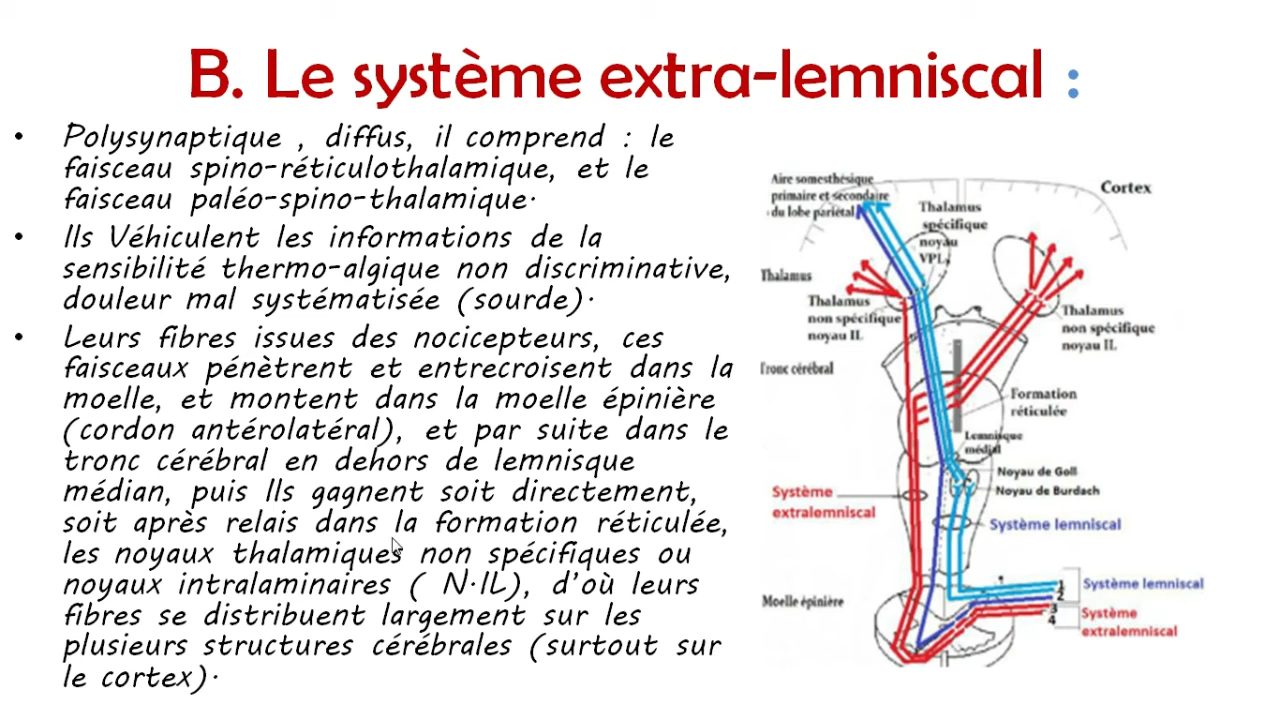 B. Le système extra-lemniscal :
• Polysynaptique , diffus, il comprend : le
faisceau spino-réticulothalamique, et le
faisceau paléo-spino-thalamique.
• Ils Véhiculent les informations de la
sensibilité thermo-algique non discriminative,
douleur mal systématisée (sourde).
• Leurs fibres issues des nocicepteurs, ces
faisceaux pénètrent et entrecroisent dans la
moelle, et montent dans la moelle épinière
(cordon antérolatéral), et par suite dans le
tronc cérébral en dehors de lemnisque
médian, puis Ils gagnent soit directement,
soit après relais dans la formation réticulée,
les noyaux thalamiques non spécifiques ou
noyaux intralaminaires ( N.IL), d'où leurs
fibres se distribuent largement sur les
plusieurs structures cérébrales (surtout sur
le cortex).
Aire somesthésique
primaire et secondaire
du lobe pariétal
Cortex
Thalamus
spécifique
noyau
VPL
Thalamus
Thalamus
non spécifique
noyau IL
Thalamus
non spécifique
noyau IL
Tronc cérébral
Formation
réticulée
Lemnisque
médial
Noyau de Goll
Noyau de Burdach
Système
extralemniscal
Système lemniscal
Moelle épinière
1
2
3
4
Système lemniscal
Système
extralemniscal